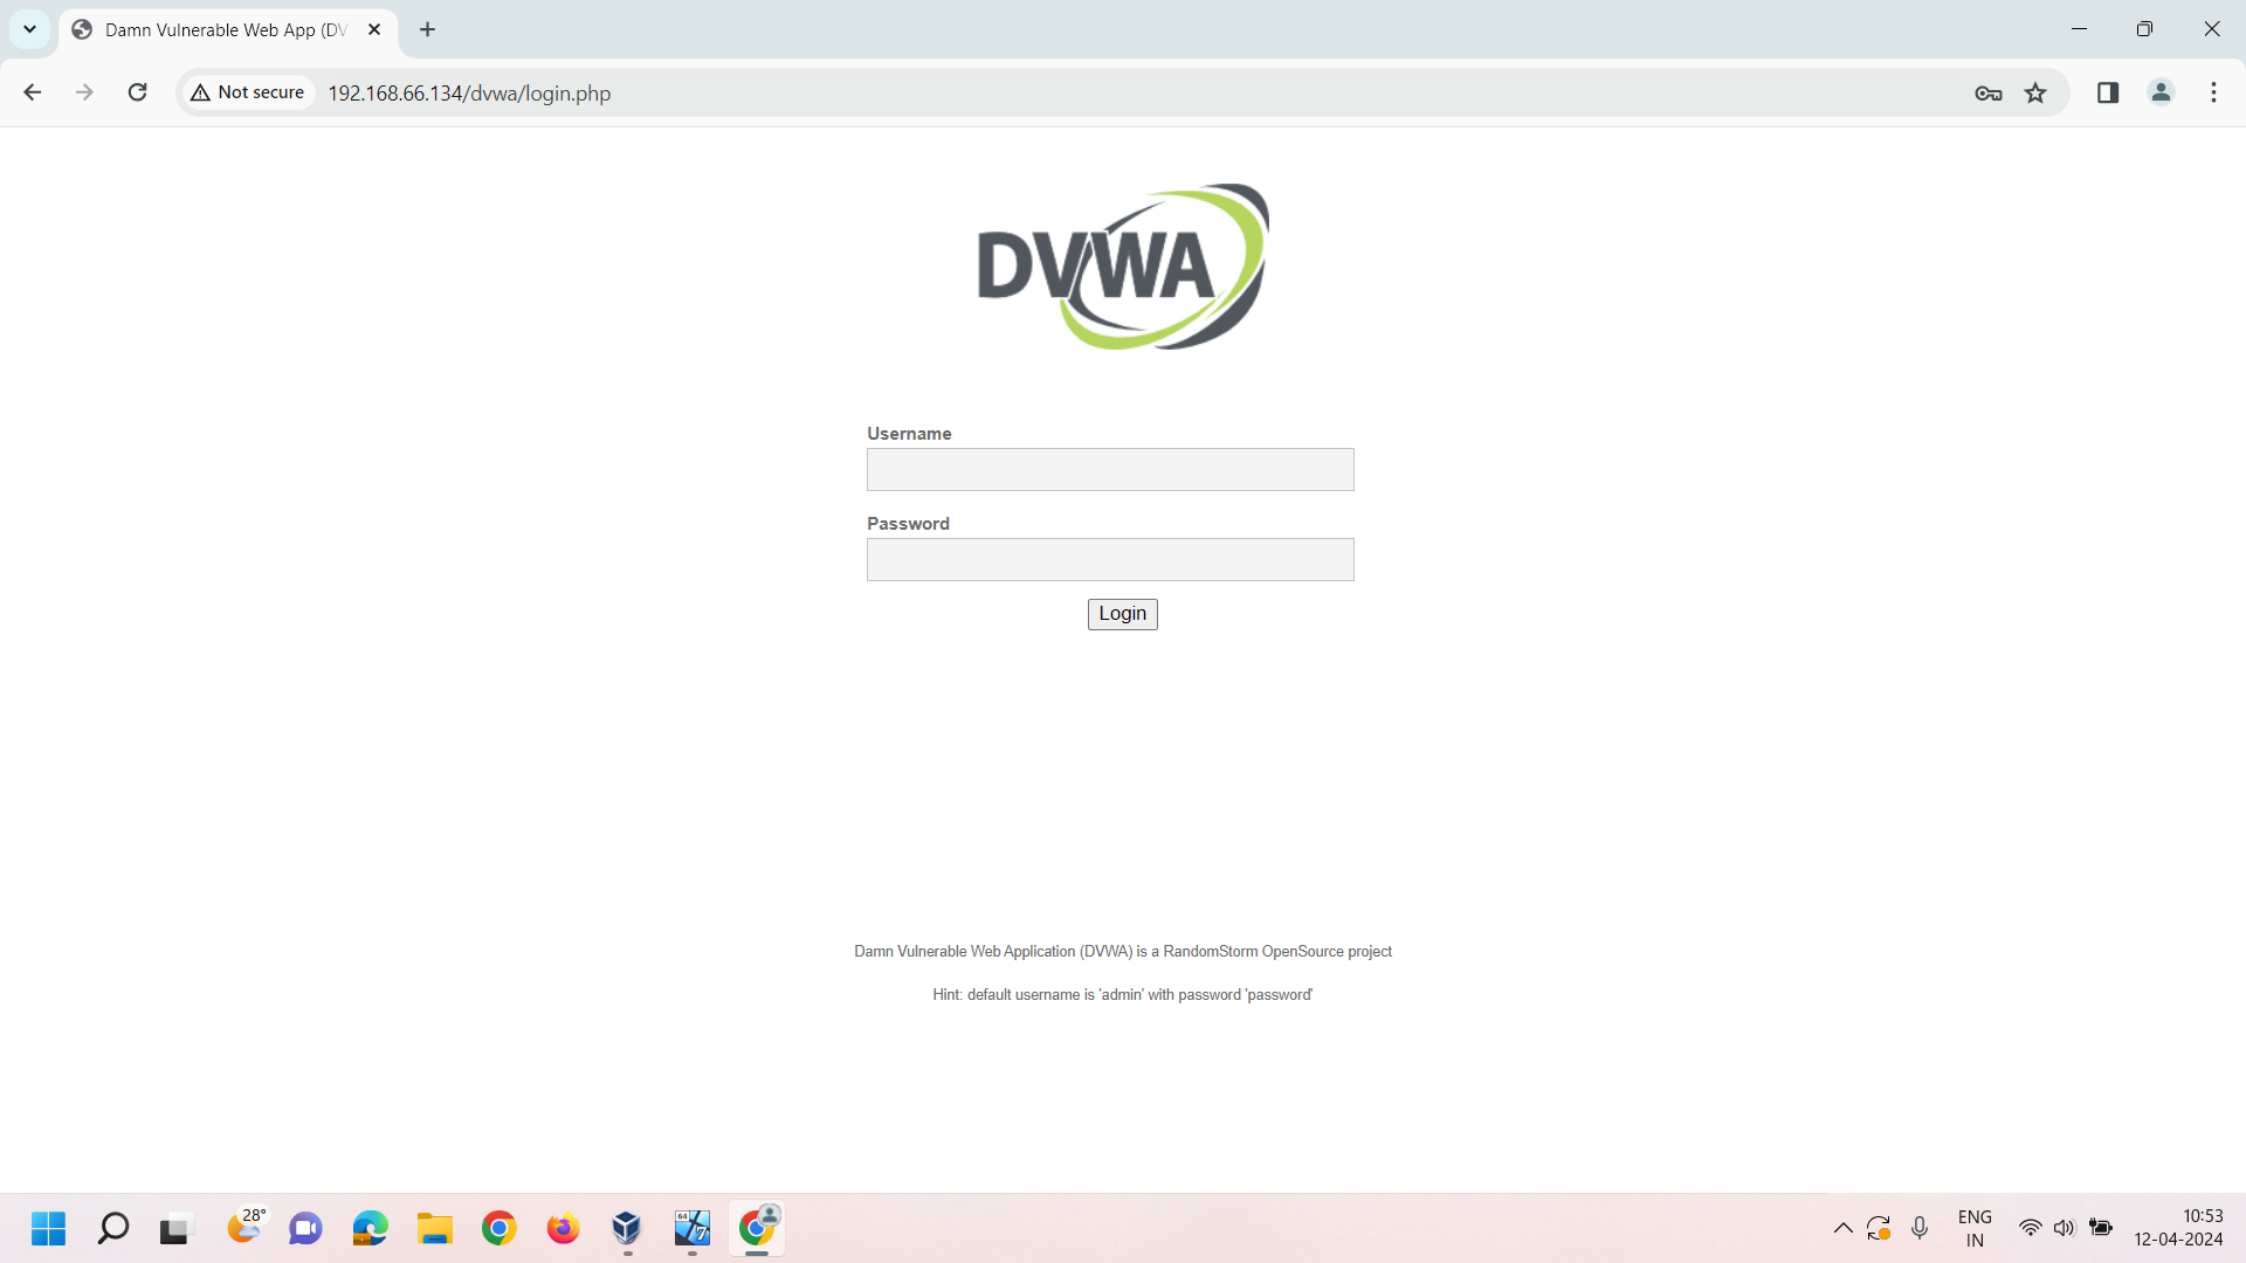 Damn Vulnerable Web App (DV
Not secure
192.168.66.134/dvwa/login.php
DVWA
Username
Password
Login
Damn Vulnerable Web Application (DVWA) is a RandomStorm OpenSource project
Hint: default username is 'admin' with password 'password'
28°
64
7
ENG
IN
10:53
12-04-2024